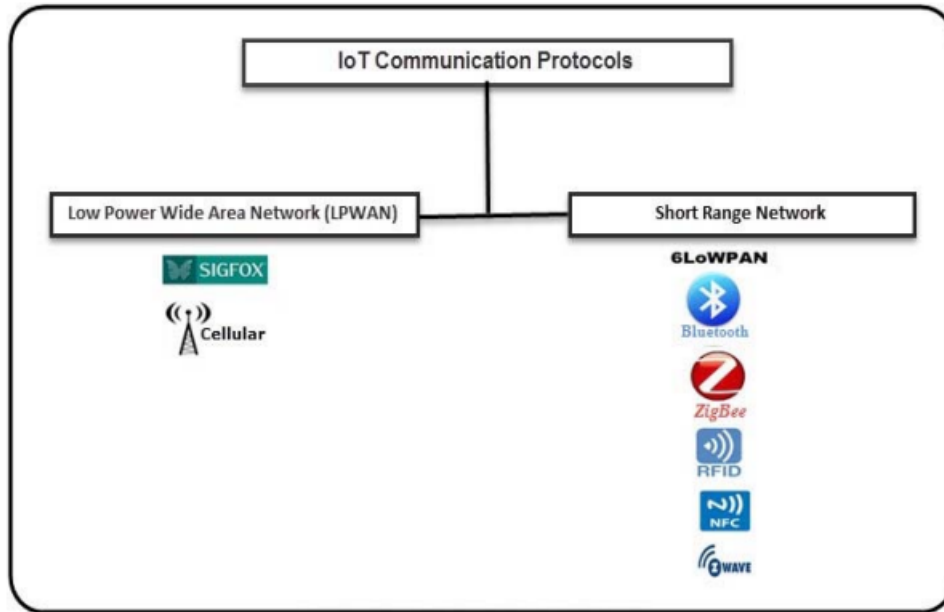 IoT Communication Protocols
Low Power Wide Area Network (LPWAN)
SIGFOX
Cellular
Short Range Network
6LoWPAN
Bluetooth
ZigBee
RFID
NFC
Z WAVE